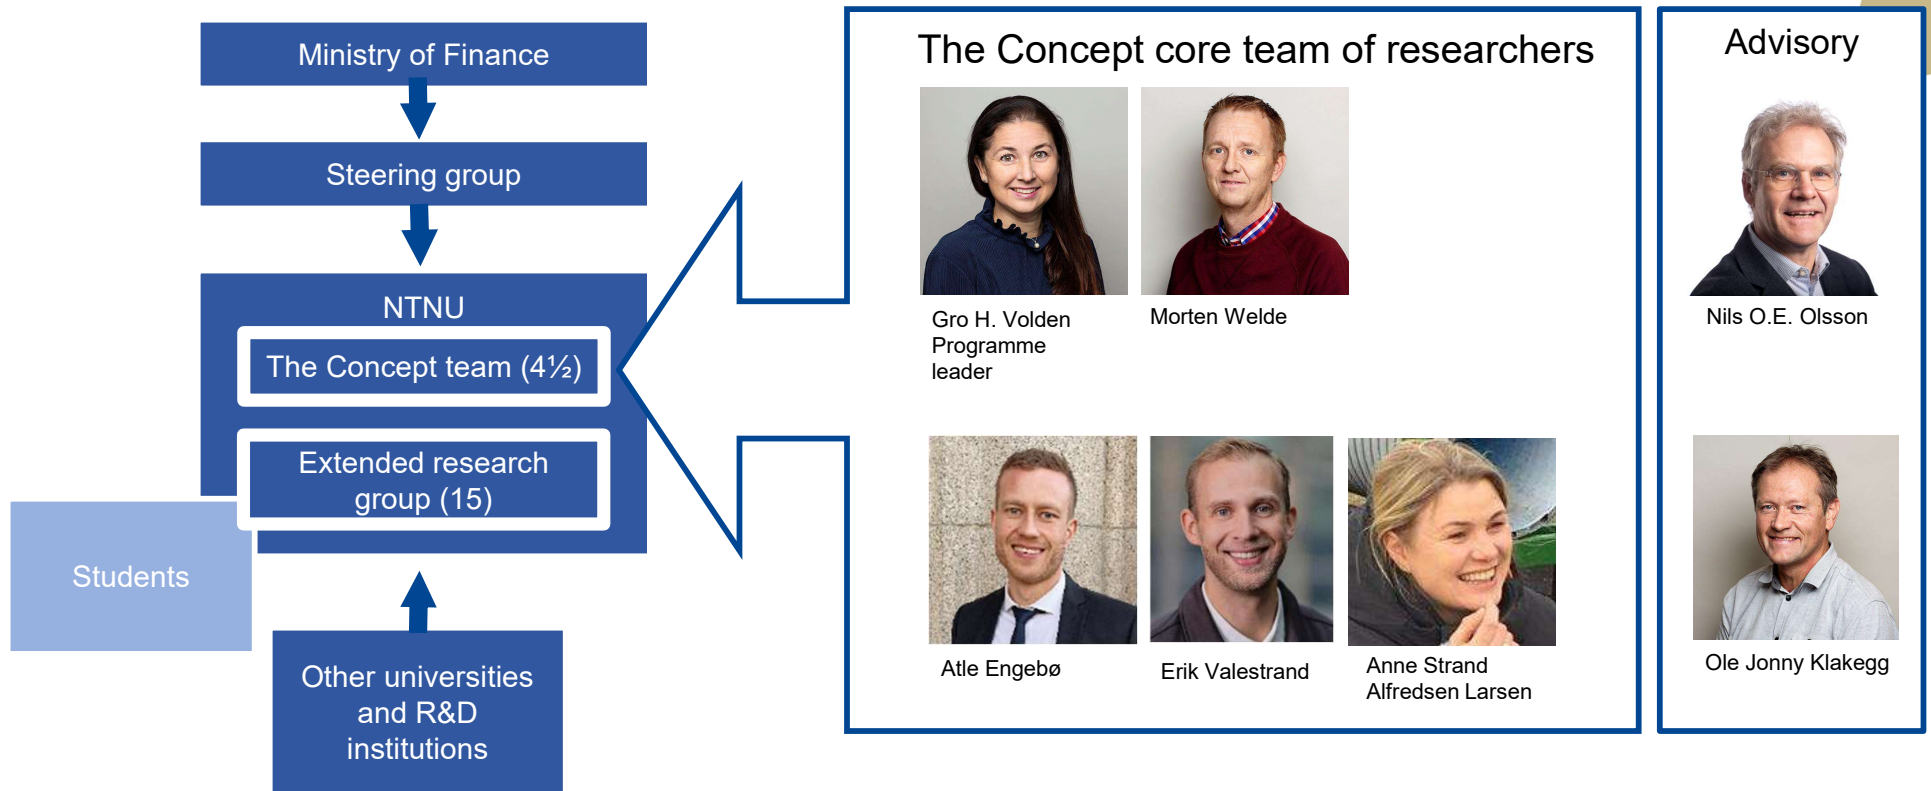 Ministry of Finance
Steering group
NTNU
The Concept team (4½)
Extended research
group (15)
Students
Other universities
and R&D
institutions
The Concept core team of researchers
Gro H. Volden
Programme
leader
Morten Welde
Atle Engebø
Erik Valestrand
Anne Strand
Alfredsen Larsen
Advisory
Nils O.E. Olsson
Ole Jonny Klakegg